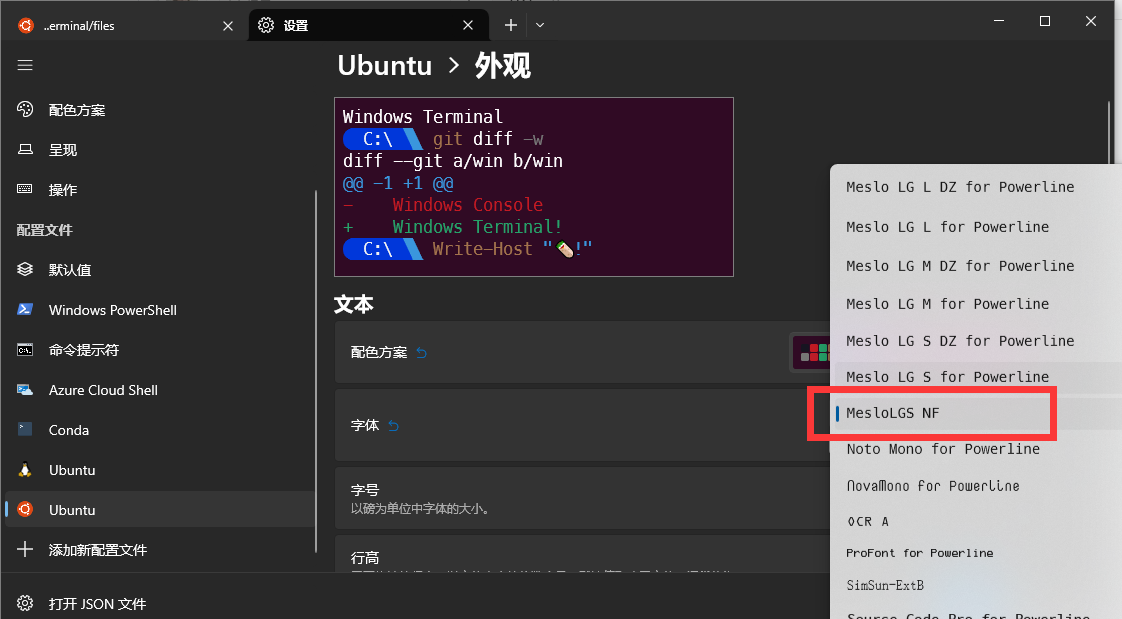 ..erminal/files
设置
Ubuntu > 外观
配色方案
呈现
操作
配置文件
默认值
Windows PowerShell
命令提示符
Azure Cloud Shell
Conda
Ubuntu
Ubuntu
添加新配置文件
打开 JSON 文件
Windows Terminal
C:\ git diff -w
diff --git a/win b/win
@@ -1 +1 @@
-    Windows Console
+    Windows Terminal!
C:\ Write-Host "🌯!"
文本
配色方案
字体
字号
以磅为单位中字体的大小。
行高
Meslo LG L DZ for Powerline
Meslo LG L for Powerline
Meslo LG M DZ for Powerline
Meslo LG M for Powerline
Meslo LG S DZ for Powerline
Meslo LG S for Powerline
MesloLGS NF
Noto Mono for Powerline
NovaMono for Powerline
OCR A
ProFont for Powerline
SimSun-ExtB
Source Code Pro for Powerline